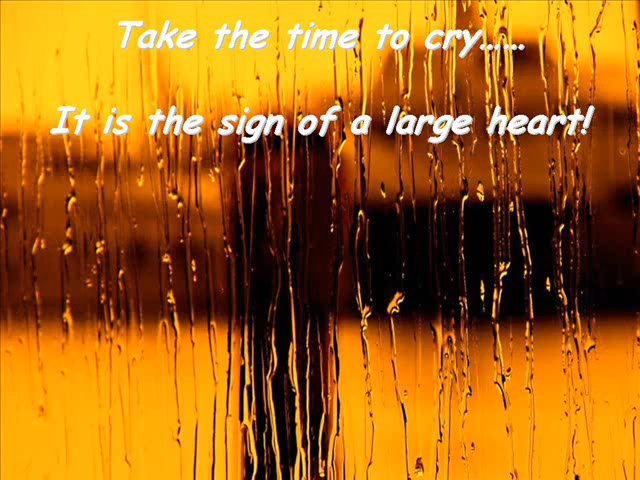 Take the time to cry……
It is the sign of a large heart!